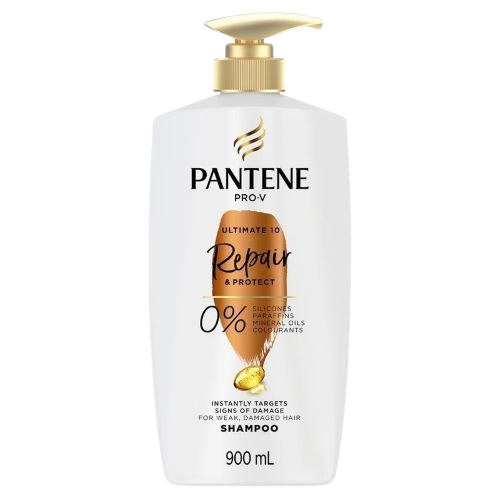 PANTENE
PRO-V
ULTIMATE 10
Repair
& PROTECT
0%
SILICONES
PARAFFINS
MINERAL OILS
COLOURANTS
INSTANTLY TARGETS
SIGNS OF DAMAGE
FOR WEAK, DAMAGED HAIR
SHAMPOO
900 mL